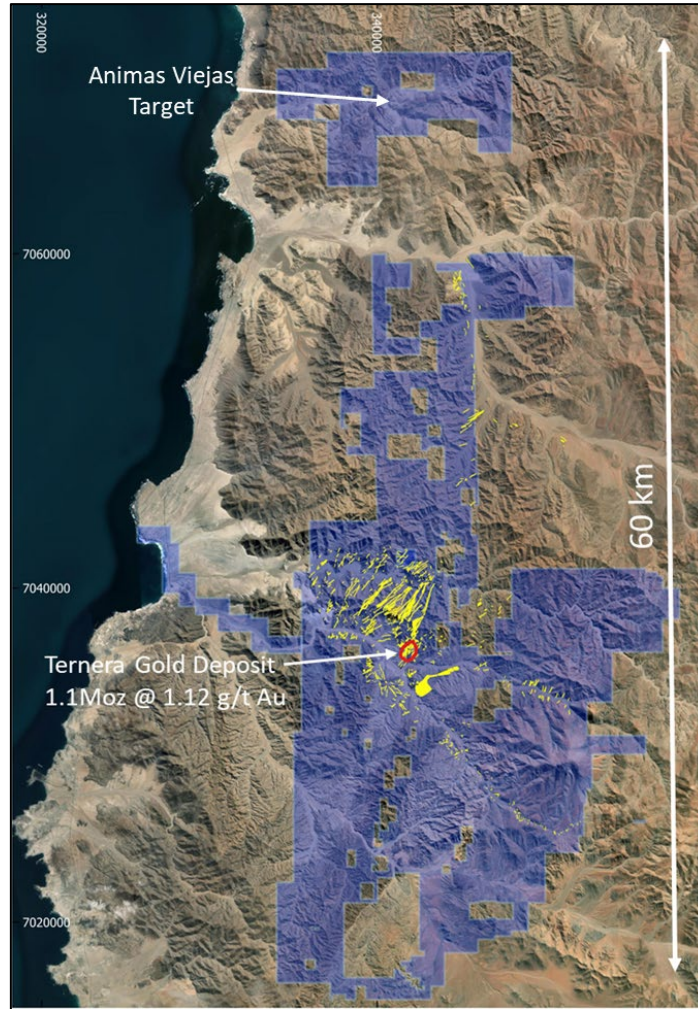 320000
340000
Animas Viejas
Target
7060000
60 km
7040000
Ternera Gold Deposit
1.1Moz @ 1.12 g/t Au
7020000